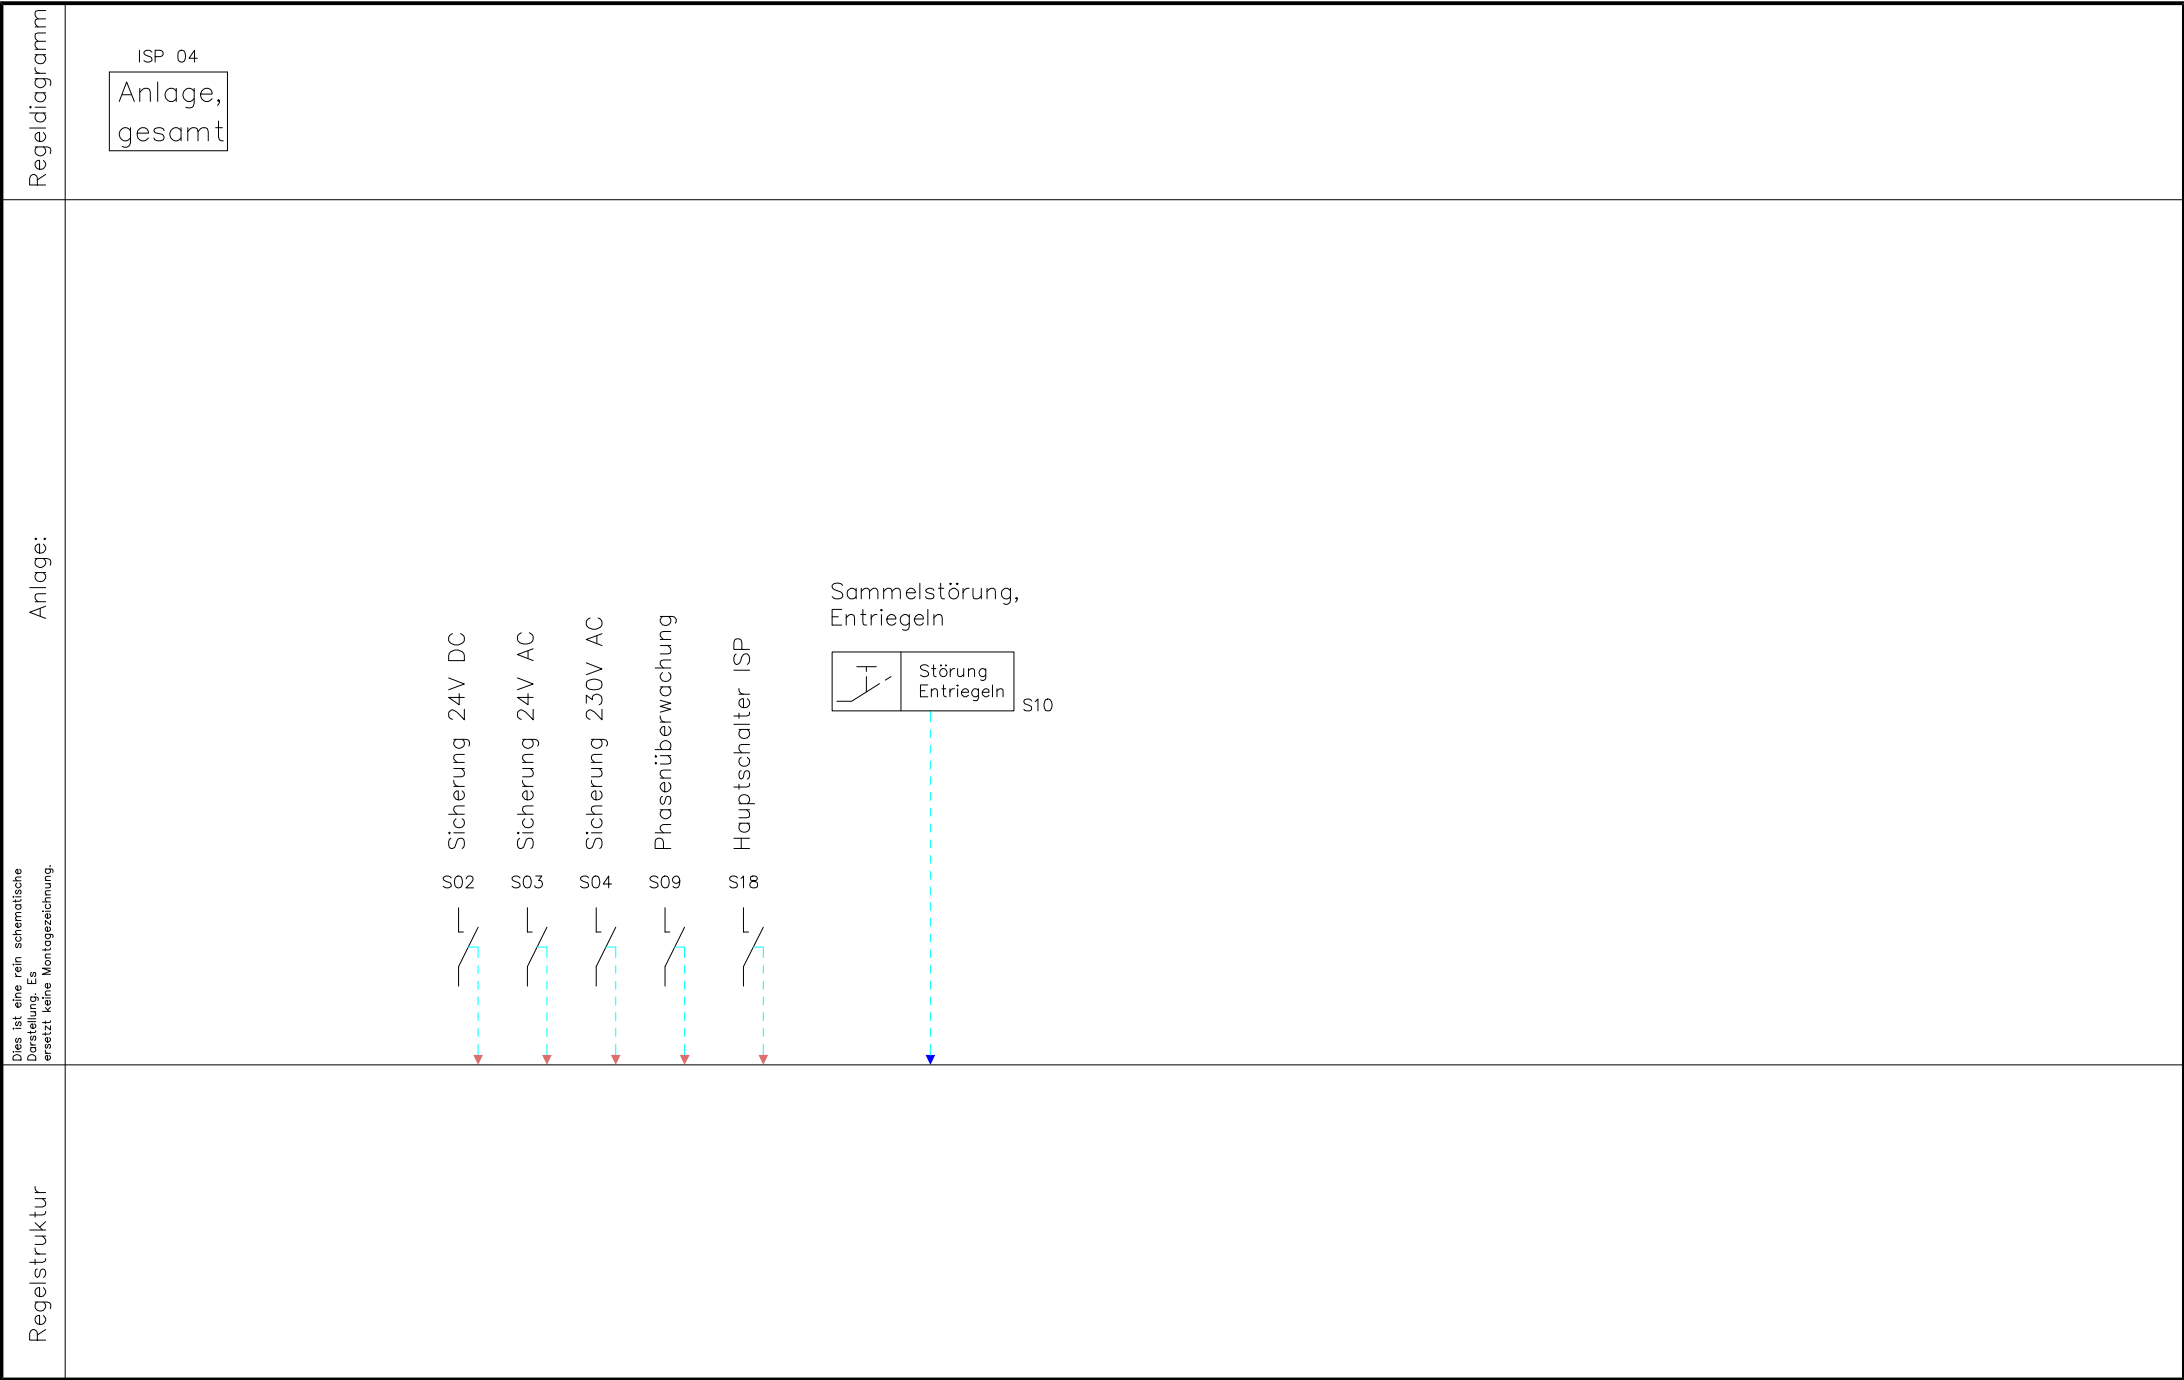 Regeldiagramm
ISP 04
Anlage,
gesamt
Anlage:
Dies ist eine rein schematische
Darstellung. Es
ersetzt keine Montagezeichnung.
Sicherung 24V DC
S02
Sicherung 24V AC
S03
Sicherung 230V AC
S04
Phasenüberwachung
S09
Hauptschalter ISP
S18
Sammelstörung,
Entriegeln
Störung
Entriegeln
S10
Regelstruktur